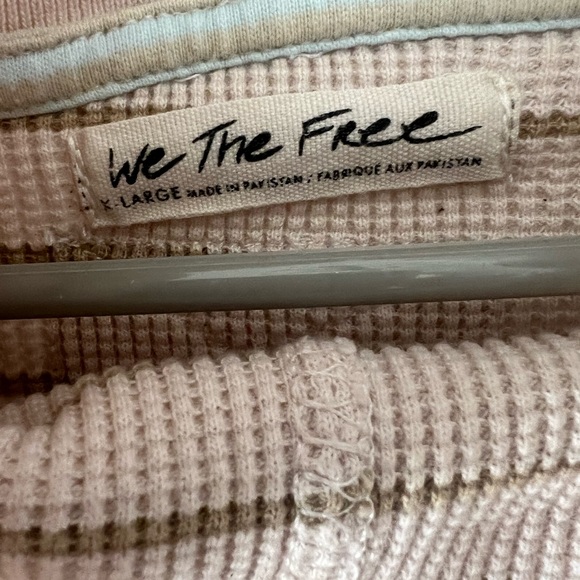 We The Free
X-LARGE MADE IN PAKISTAN / FABRIQUE AUX PAKISTAN